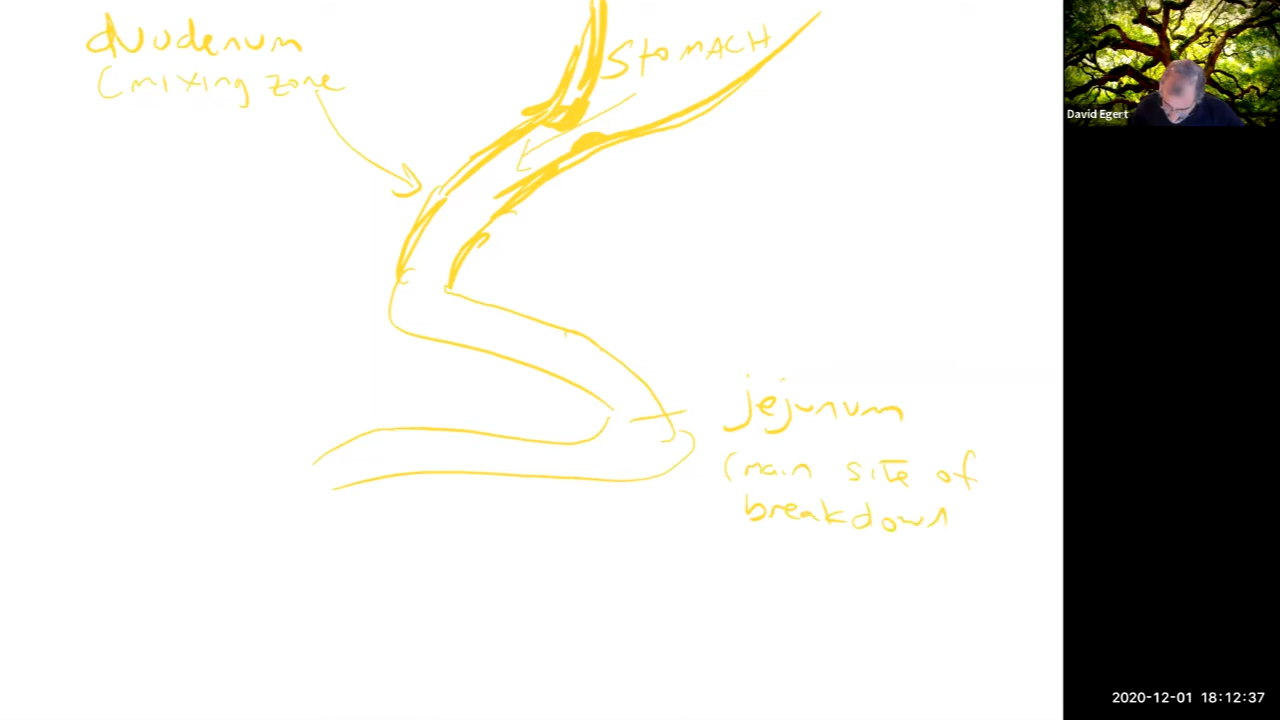 duodenum
(mixing zone
STOMACH
David Egert
jejunum
(main site of
breakdown
2020-12-01 18:12:37